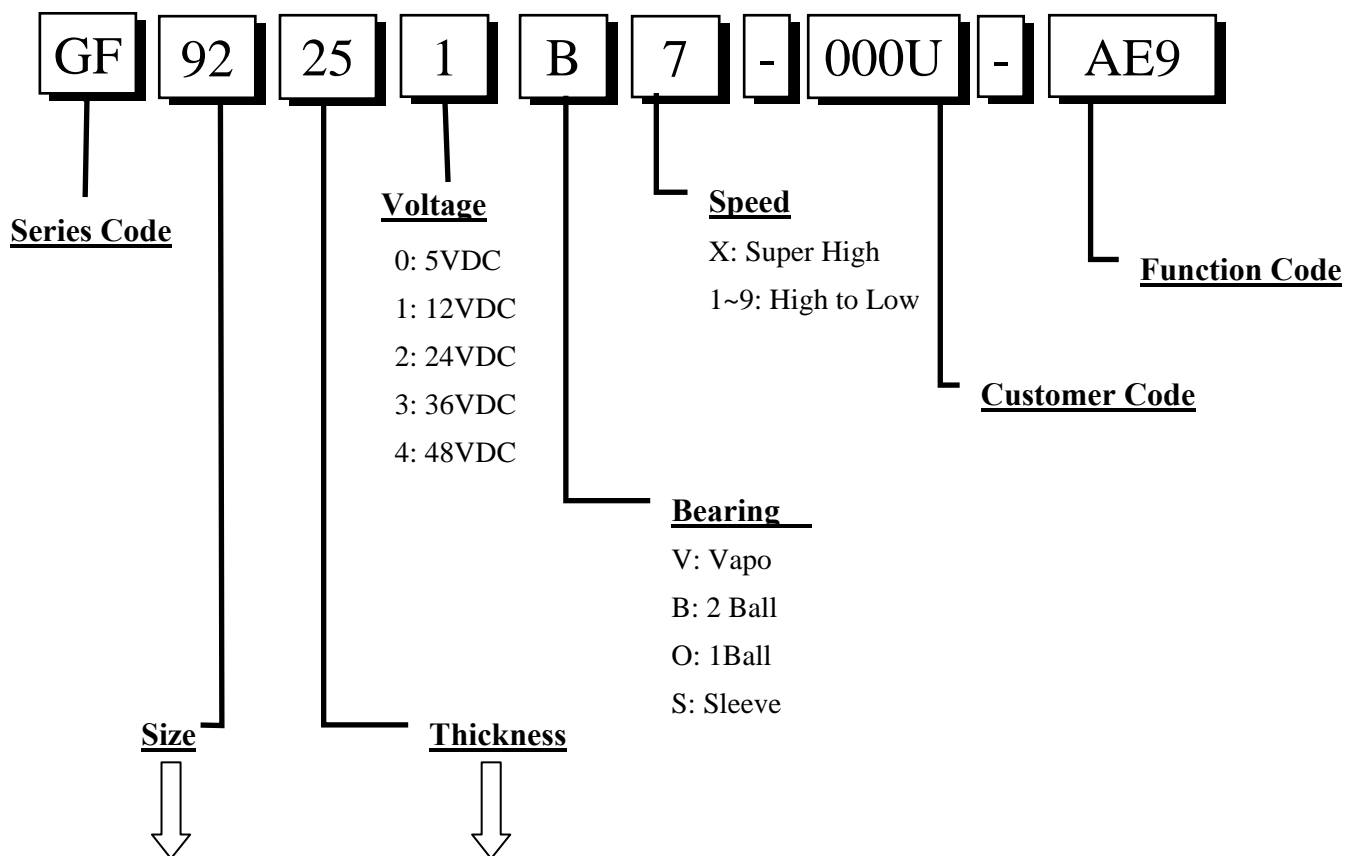 GF 92 25 1 B 7 - 000U - AE9
Series Code
Voltage
0: 5VDC
1: 12VDC
2: 24VDC
3: 36VDC
4: 48VDC
Speed
X: Super High
1~9: High to Low
Function Code
Customer Code
Bearing
V: Vapo
B: 2 Ball
O: 1Ball
S: Sleeve
Size
Thickness